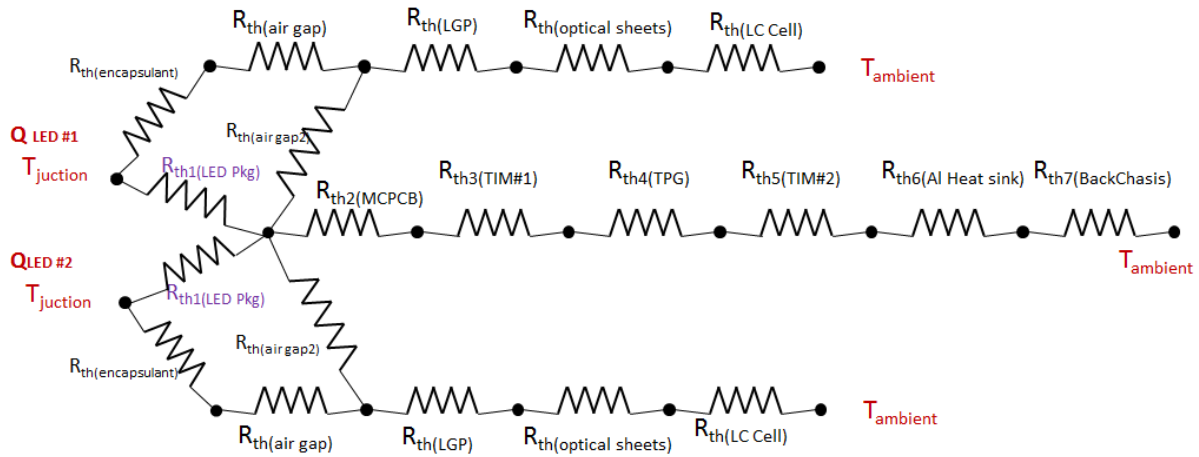 Rth(air gap)
Rth(LGP)
Rth(optical sheets)
Rth(LC Cell)
Rth(encapsulant)
Tambient
Q LED #1
Rth(air gap2)
Tjuction
Rth1(LED Pkg)
Rth2(MCPCB)
Rth3(TIM#1)
Rth4(TPG)
Rth5(TIM#2)
Rth6(Al Heat sink)
Rth7(BackChasis)
QLED #2
Tambient
Tjuction
Rth1(LED Pkg)
Rth(air gap2)
Rth(encapsulant)
Tambient
Rth(air gap)
Rth(LGP)
Rth(optical sheets)
Rth(LC Cell)